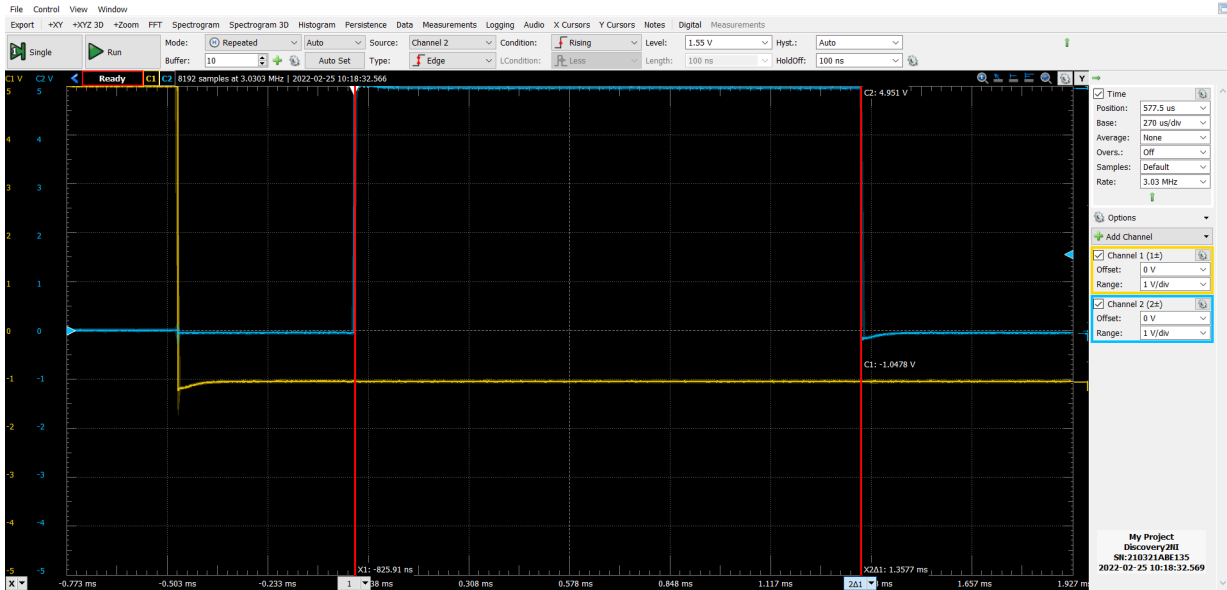 File Control View Window
Export +XY +XYZ 3D +Zoom FFT Spectrogram Spectrogram 3D Histogram Persistence Data Measurements Logging Audio X Cursors Y Cursors Notes Digital Measurements
Single Run Mode: Repeated Auto Source: Channel 2 Condition: Rising Level: 1.55 V Hyst.: Auto
Buffer: 10 Auto Set Type: Edge LCondition: Less Length: 100 ns HoldOff: 100 ns
C1 V C2 V Ready C1 C2 8192 samples at 3.0303 MHz | 2022-02-25 10:18:32.566 Y
5 5
C2: 4.951 V
4 4
3 3
2 2
1 1
0 0
C1: -1.0478 V
-1 -1
-2 -2
-3 -3
-4 -4
-5 -5
X1: -825.91 ns X2Δ1: 1.3577 ms
X -0.773 ms -0.503 ms -0.233 ms 1 38 ms 0.308 ms 0.578 ms 0.848 ms 1.117 ms 2Δ1 ms 1.657 ms 1.927 ms
Time
Position: 577.5 us
Base: 270 us/div
Average: None
Overs.: Off
Samples: Default
Rate: 3.03 MHz
Options
Add Channel
Channel 1 (1±)
Offset: 0 V
Range: 1 V/div
Channel 2 (2±)
Offset: 0 V
Range: 1 V/div
My Project
Discovery2NI
SN:210321ABE135
2022-02-25 10:18:32.569